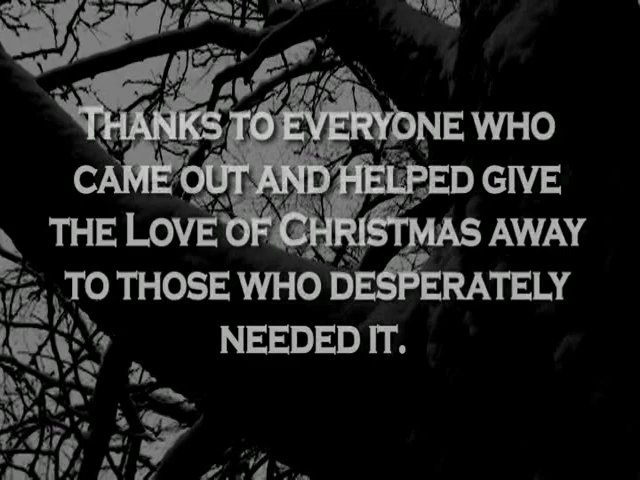 Thanks to everyone who
came out and helped give
the Love of Christmas away
to those who desperately
needed it.